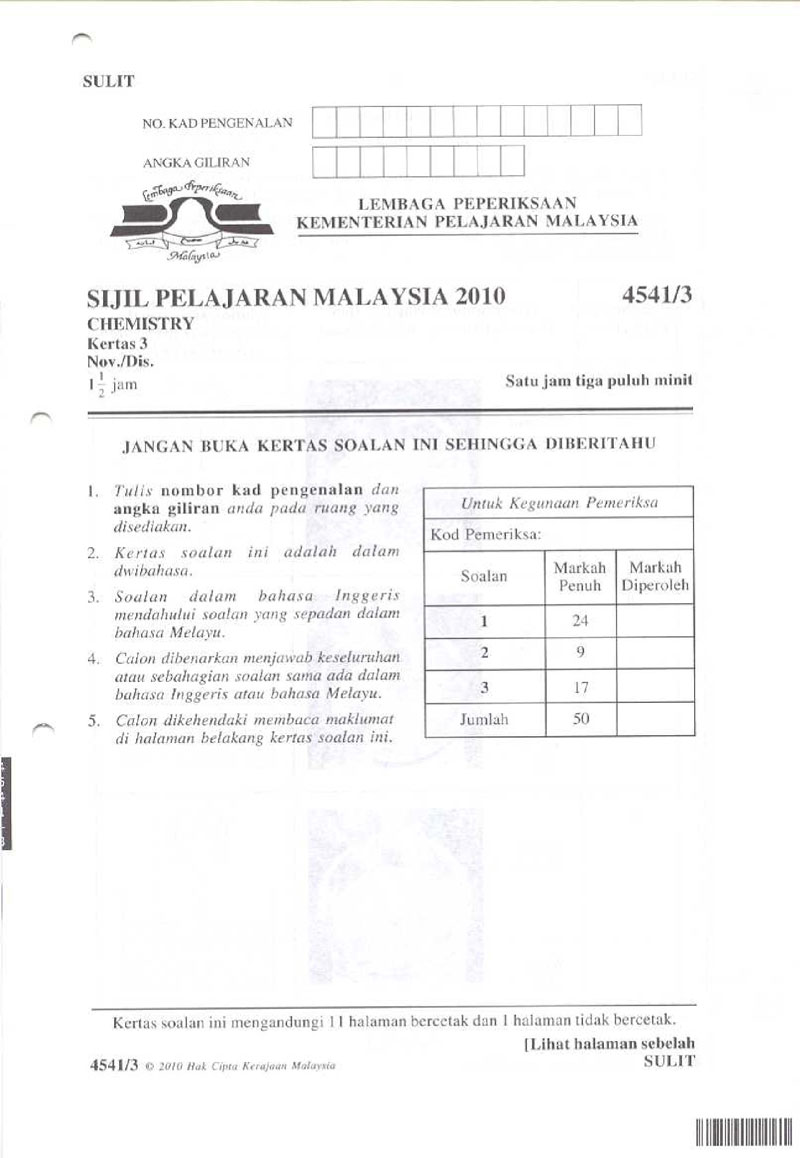 SULIT
NO. KAD PENGENALAN
ANGKA GILIRAN
Lembaga Peperiksaan
Malaysia
LEMBAGA PEPERIKSAAN
KEMENTERIAN PELAJARAN MALAYSIA
SIJIL PELAJARAN MALAYSIA 2010 4541/3
CHEMISTRY
Kertas 3
Nov./Dis.
1 1/2 jam Satu jam tiga puluh minit
JANGAN BUKA KERTAS SOALAN INI SEHINGGA DIBERITAHU
1. Tulis nombor kad pengenalan dan
angka giliran anda pada ruang yang
disediakan.
2. Kertas soalan ini adalah dalam
dwibahasa.
3. Soalan dalam bahasa Inggeris
mendahului soalan yang sepadan dalam
bahasa Melayu.
4. Calon dibenarkan menjawab keseluruhan
atau sebahagian soalan sama ada dalam
bahasa Inggeris atau bahasa Melayu.
5. Calon dikehendaki membaca maklumat
di halaman belakang kertas soalan ini.
Untuk Kegunaan Pemeriksa
Kod Pemeriksa:
Soalan Markah Penuh Markah Diperoleh
1 24
2 9
3 17
Jumlah 50
Kertas soalan ini mengandungi 11 halaman bercetak dan 1 halaman tidak bercetak.
[Lihat halaman sebelah
4541/3 © 2010 Hak Cipta Kerajaan Malaysia SULIT